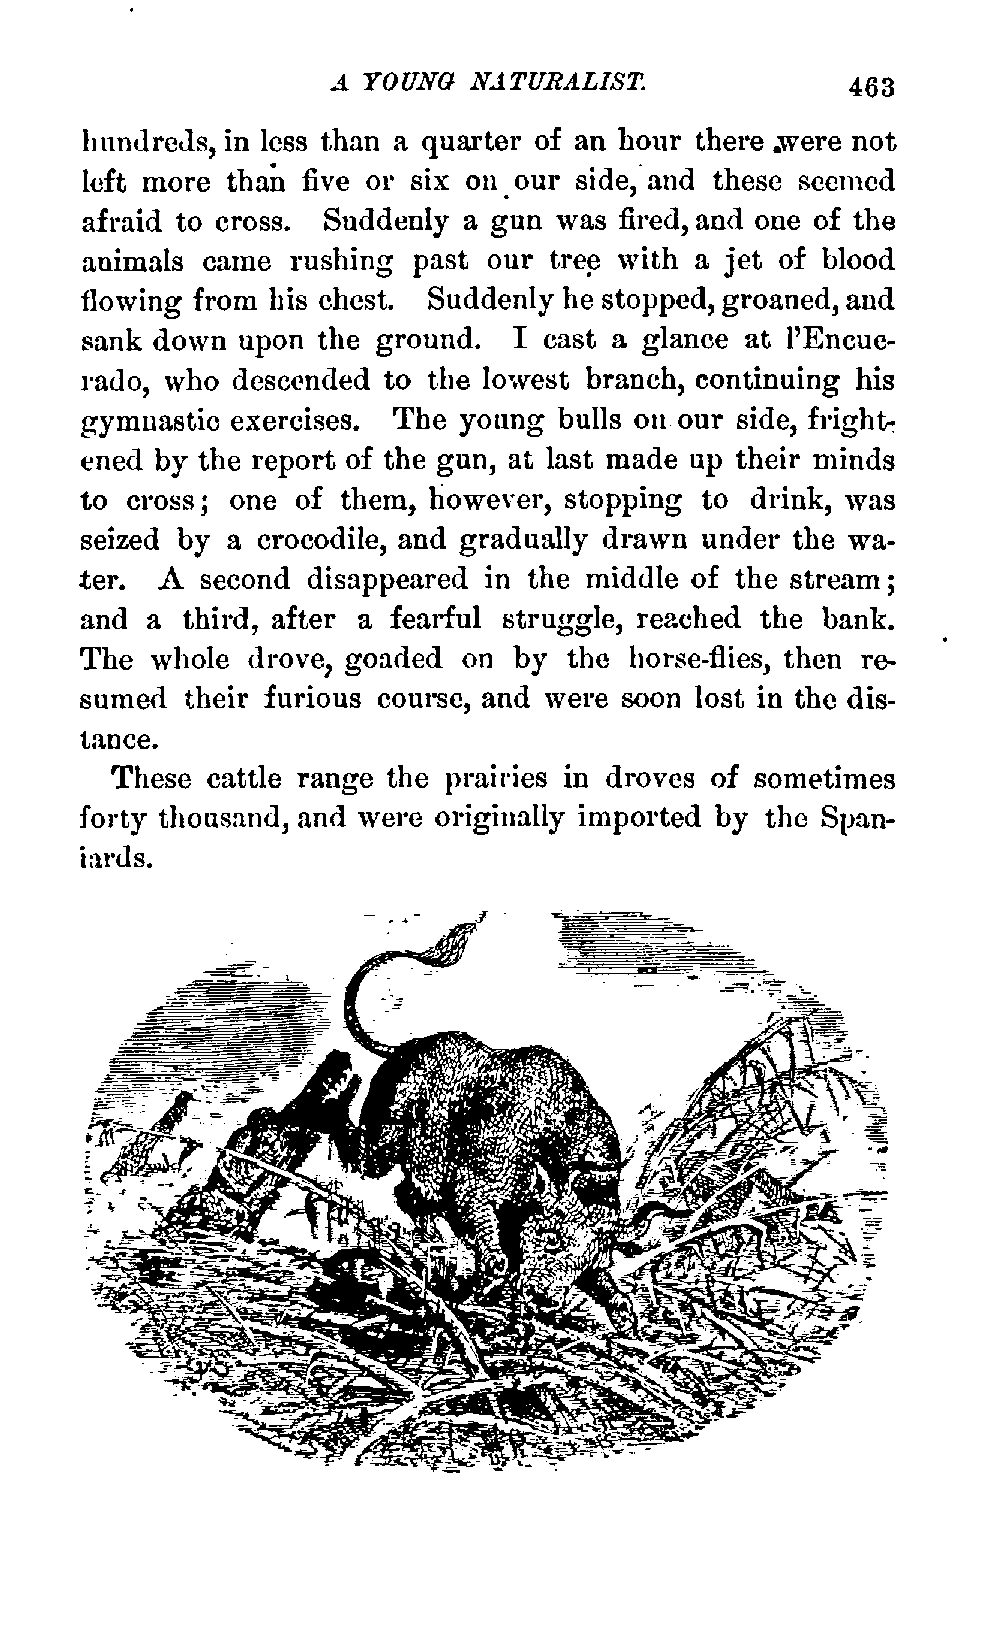 A YOUNG NATURALIST. 463
hundreds, in less than a quarter of an hour there were not
left more than five or six on our side, and these seemed
afraid to cross. Suddenly a gun was fired, and one of the
animals came rushing past our tree with a jet of blood
flowing from his chest. Suddenly he stopped, groaned, and
sank down upon the ground. I cast a glance at l'Encue-
rado, who descended to the lowest branch, continuing his
gymnastic exercises. The young bulls on our side, fright-
ened by the report of the gun, at last made up their minds
to cross; one of them, however, stopping to drink, was
seized by a crocodile, and gradually drawn under the wa-
ter. A second disappeared in the middle of the stream;
and a third, after a fearful struggle, reached the bank.
The whole drove, goaded on by the horse-flies, then re-
sumed their furious course, and were soon lost in the dis-
tance.
These cattle range the prairies in droves of sometimes
forty thousand, and were originally imported by the Span-
iards.